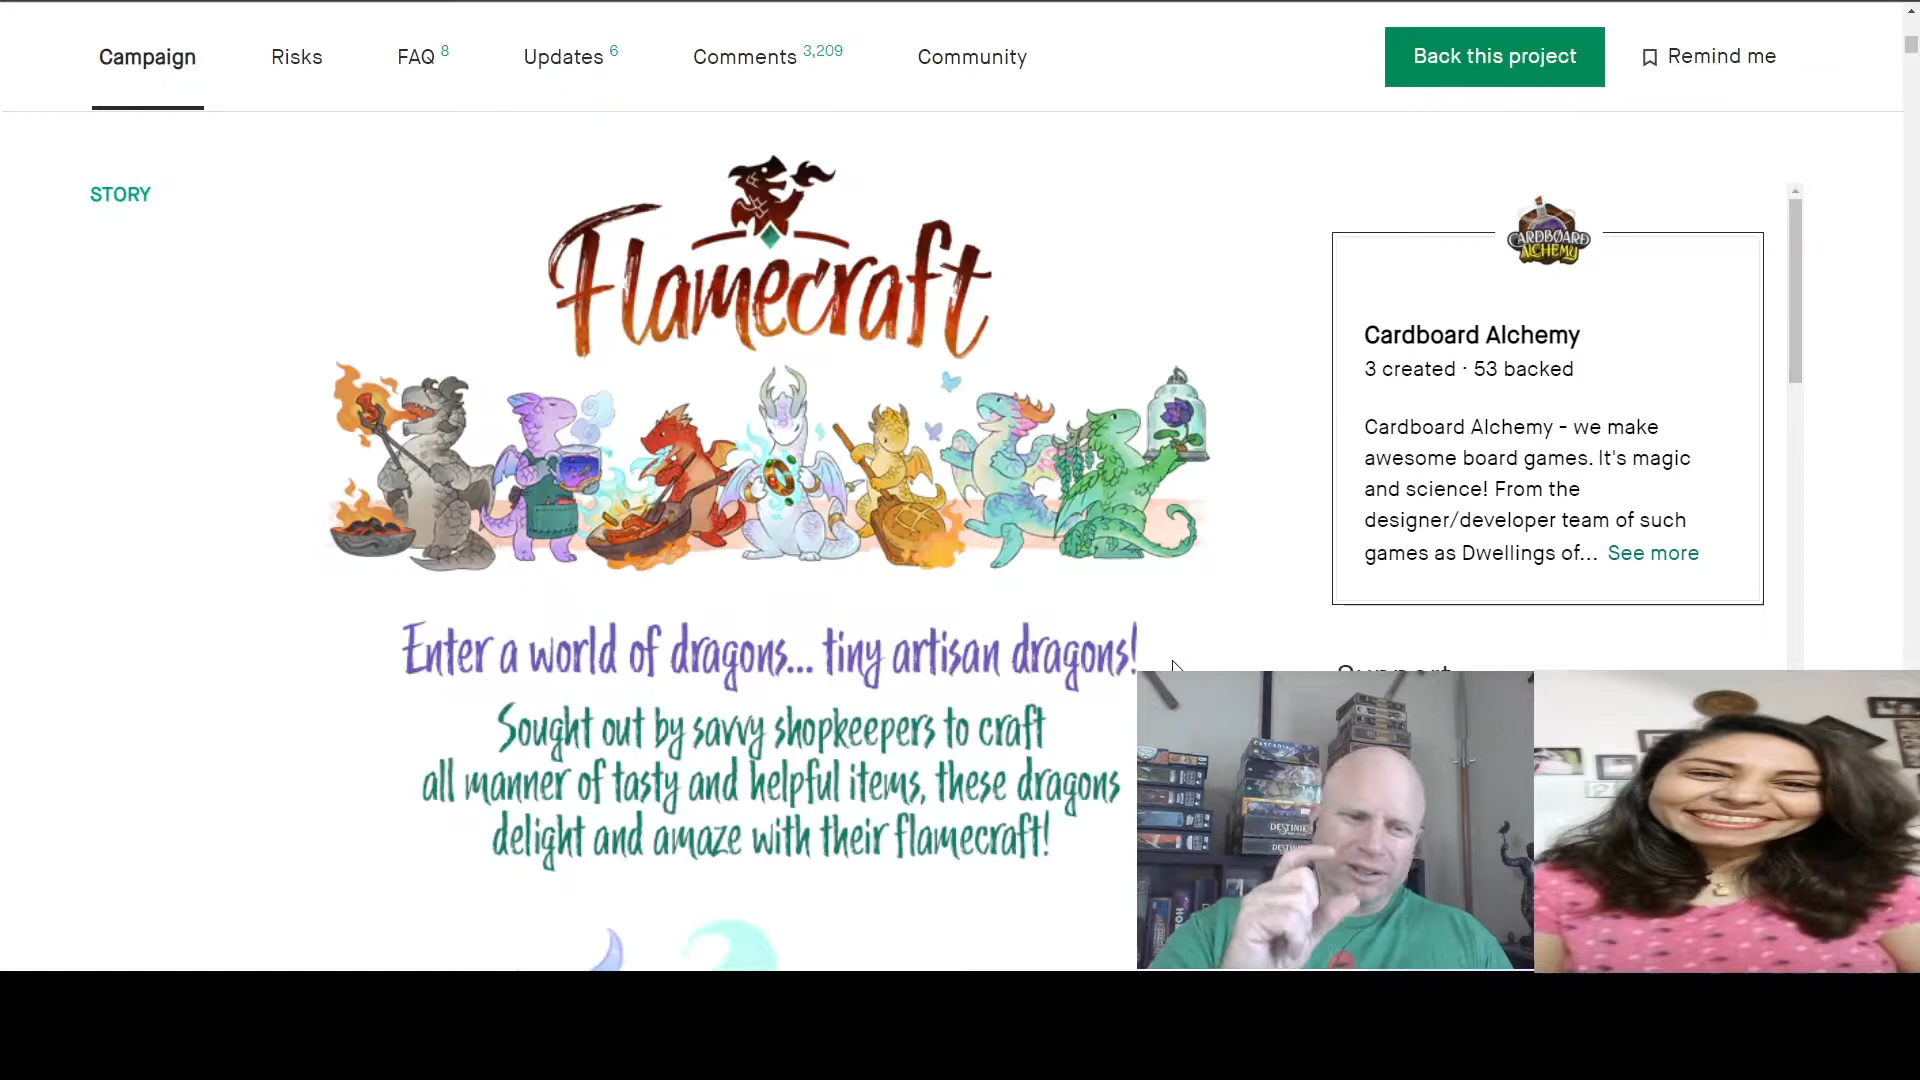 Campaign
Risks
FAQ 8
Updates 6
Comments 3,209
Community
Back this project
Remind me
STORY
Flamecraft
CARDBOARD
ALCHEMY
Cardboard Alchemy
3 created · 53 backed
Cardboard Alchemy - we make
awesome board games. It's magic
and science! From the
designer/developer team of such
games as Dwellings of... See more
Enter a world of dragons... tiny artisan dragons!
Sought out by savvy shopkeepers to craft
all manner of tasty and helpful items, these dragons
delight and amaze with their flamecraft!
Support
CASCADIA
DESTINIE
DESTINIE